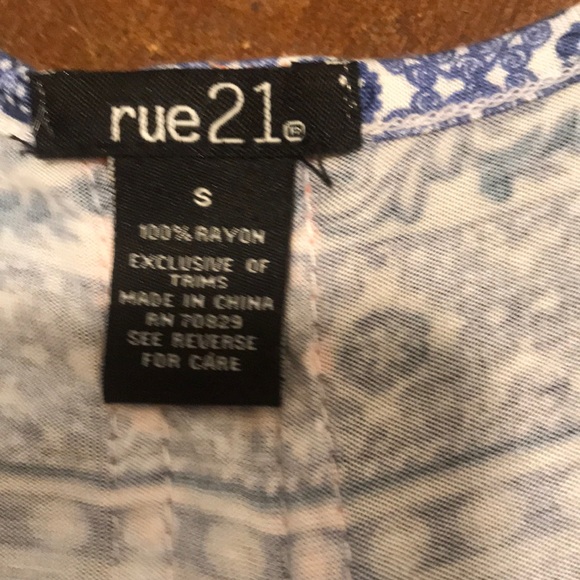 rue21®
S
100% RAYON
EXCLUSIVE OF
TRIMS
MADE IN CHINA
RN 70829
SEE REVERSE
FOR CARE